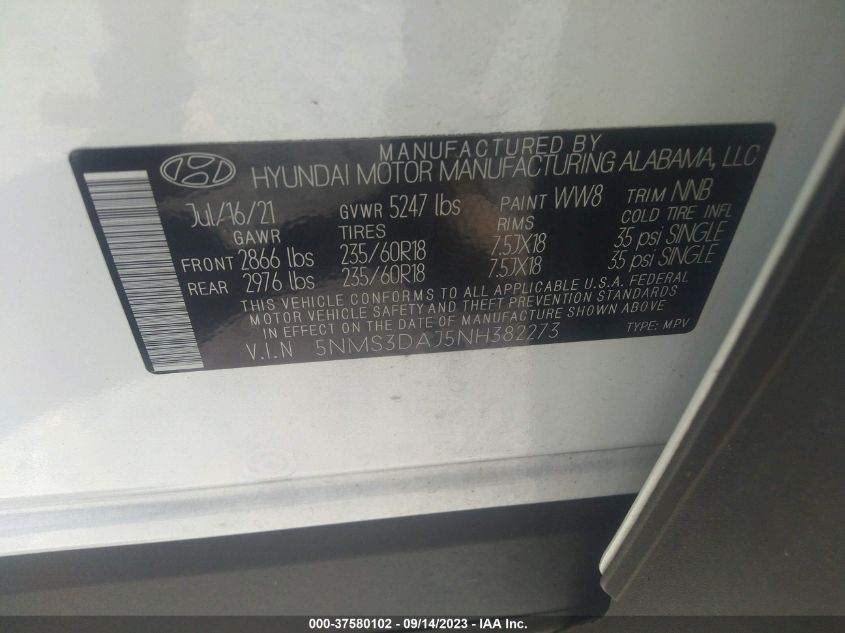 MANUFACTURED BY
HYUNDAI MOTOR MANUFACTURING ALABAMA, LLC
Jul/16/21 GVWR 5247 lbs PAINT WW8 TRIM NNB
GAWR TIRES RIMS COLD TIRE INFL
FRONT 2866 lbs 235/60R18 7.5JX18 35 psi SINGLE
REAR 2976 lbs 235/60R18 7.5JX18 35 psi SINGLE
THIS VEHICLE CONFORMS TO ALL APPLICABLE U.S.A. FEDERAL
MOTOR VEHICLE SAFETY AND THEFT PREVENTION STANDARDS
IN EFFECT ON THE DATE OF MANUFACTURE SHOWN ABOVE
V.I.N 5NMS3DAJ5NH382273 TYPE: MPV
000-37580102 - 09/14/2023 - IAA Inc.